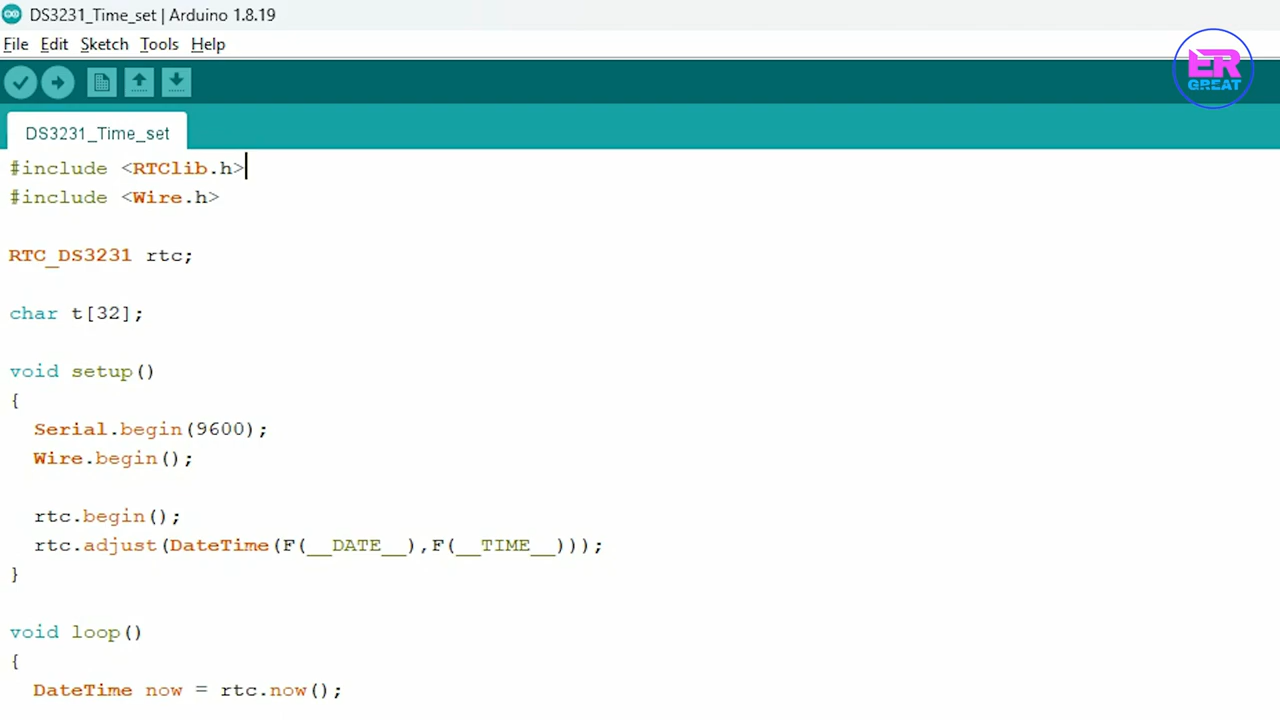 DS3231_Time_set | Arduino 1.8.19
File Edit Sketch Tools Help
ER
GREAT
DS3231_Time_set
#include <RTClib.h>
#include <Wire.h>
RTC_DS3231 rtc;
char t[32];
void setup()
{
Serial.begin(9600);
Wire.begin();
rtc.begin();
rtc.adjust(DateTime(F(__DATE__),F(__TIME__)));
}
void loop()
{
DateTime now = rtc.now();